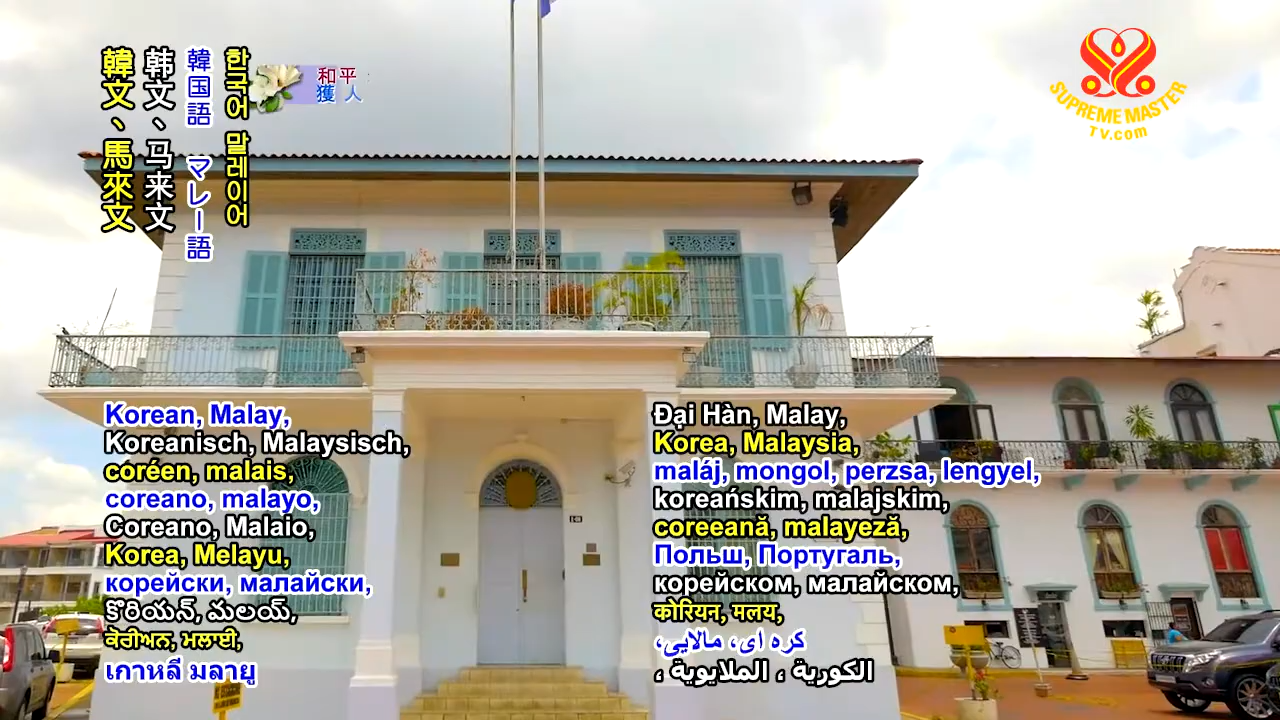 韓文、馬來文
韩文、马来文
韓国語 マレー語
한국어 말레이어
和平
獲 人
SUPREME MASTER
TV.com
Korean, Malay,
Koreanisch, Malaysisch,
coréen, malais,
coreano, malayo,
Coreano, Malaio,
Korea, Melayu,
корейски, малайски,
కొరియన్, మలయ్,
ਕੋਰੀਅਨ, ਮਲਾਈ,
เกาหลี มลายู
Đại Hàn, Malay,
Korea, Malaysia,
maláj, mongol, perzsa, lengyel,
koreańskim, malajskim,
coreeană, malayeză,
Польш, Португаль,
корейском, малайском,
कोरियन, मलय,
کره ای، مالایی،
الكورية ، الملايوية ،